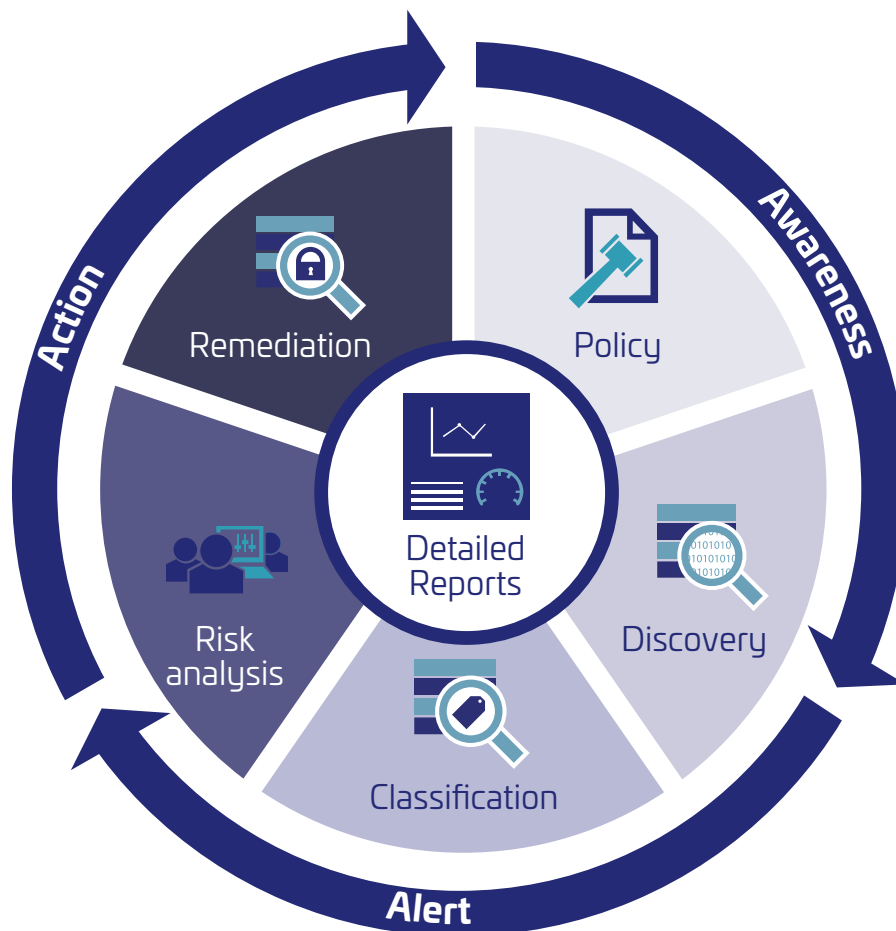 Awareness
Action
Remediation
Policy
Detailed
Reports
Risk
analysis
Discovery
Classification
Alert